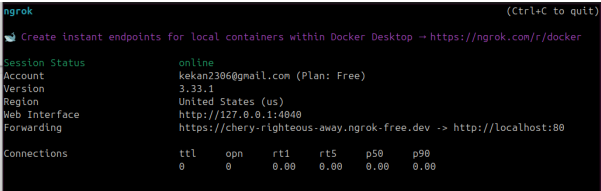 ngrok (Ctrl+C to quit)
Create instant endpoints for local containers within Docker Desktop → https://ngrok.com/r/docker
Session Status online
Account kekan2306@gmail.com (Plan: Free)
Version 3.33.1
Region United States (us)
Web Interface http://127.0.0.1:4040
Forwarding https://chery-righteous-away.ngrok-free.dev -> http://localhost:80
Connections ttl opn rt1 rt5 p50 p90
0 0 0.00 0.00 0.00 0.00